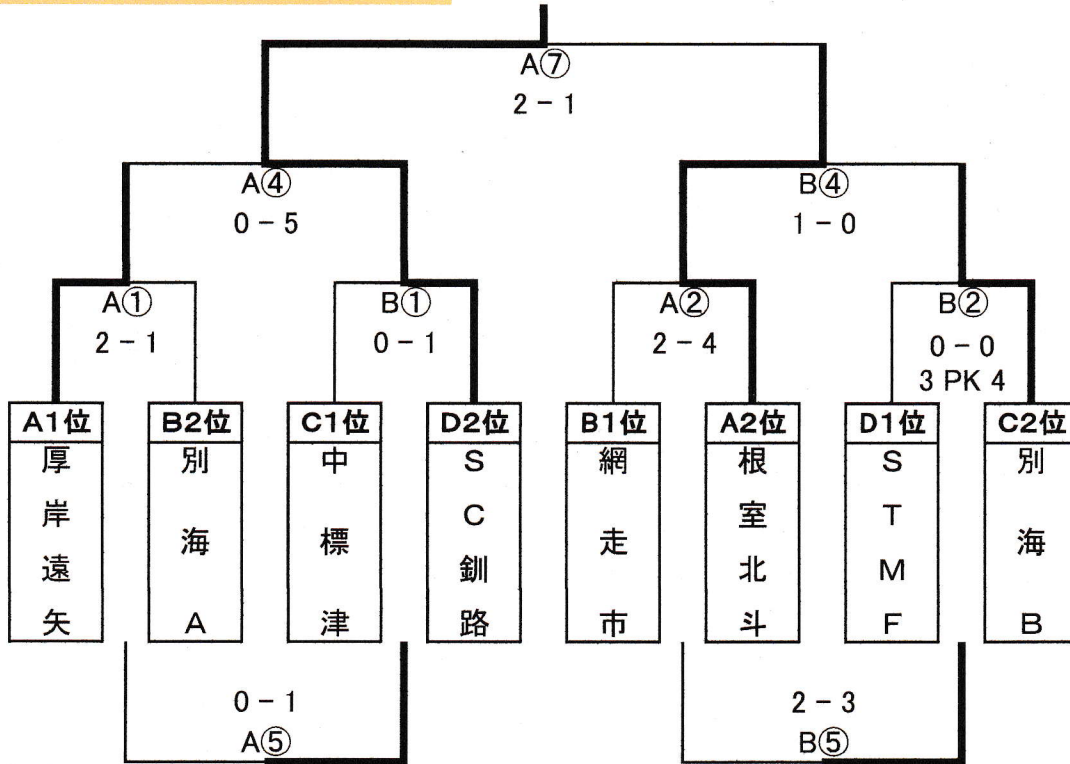 A⑦
2-1
A④
0-5
B④
1-0
A①
2-1
B①
0-1
A②
2-4
B②
0-0
3 PK 4
A1位
厚岸遠矢
B2位
別海A
C1位
中標津
D2位
SC釧路
B1位
網走市
A2位
根室北斗
D1位
STMF
C2位
別海B
0-1
A⑤
2-3
B⑤